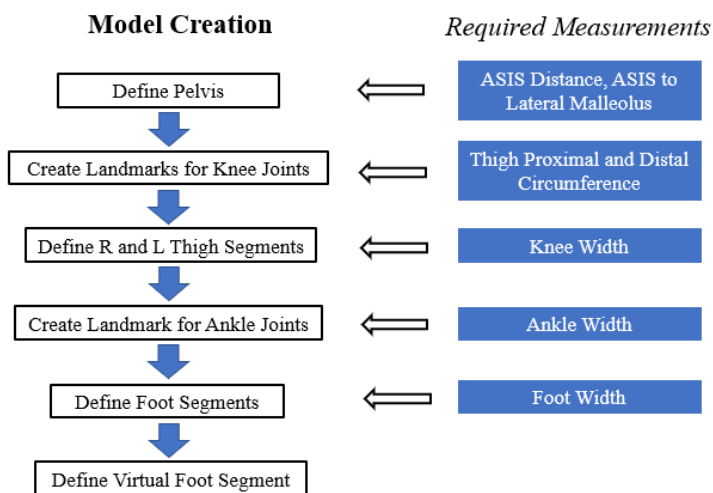 Model Creation
Required Measurements
Define Pelvis
ASIS Distance, ASIS to
Lateral Malleolus
Create Landmarks for Knee Joints
Thigh Proximal and Distal
Circumference
Define R and L Thigh Segments
Knee Width
Create Landmark for Ankle Joints
Ankle Width
Define Foot Segments
Foot Width
Define Virtual Foot Segment